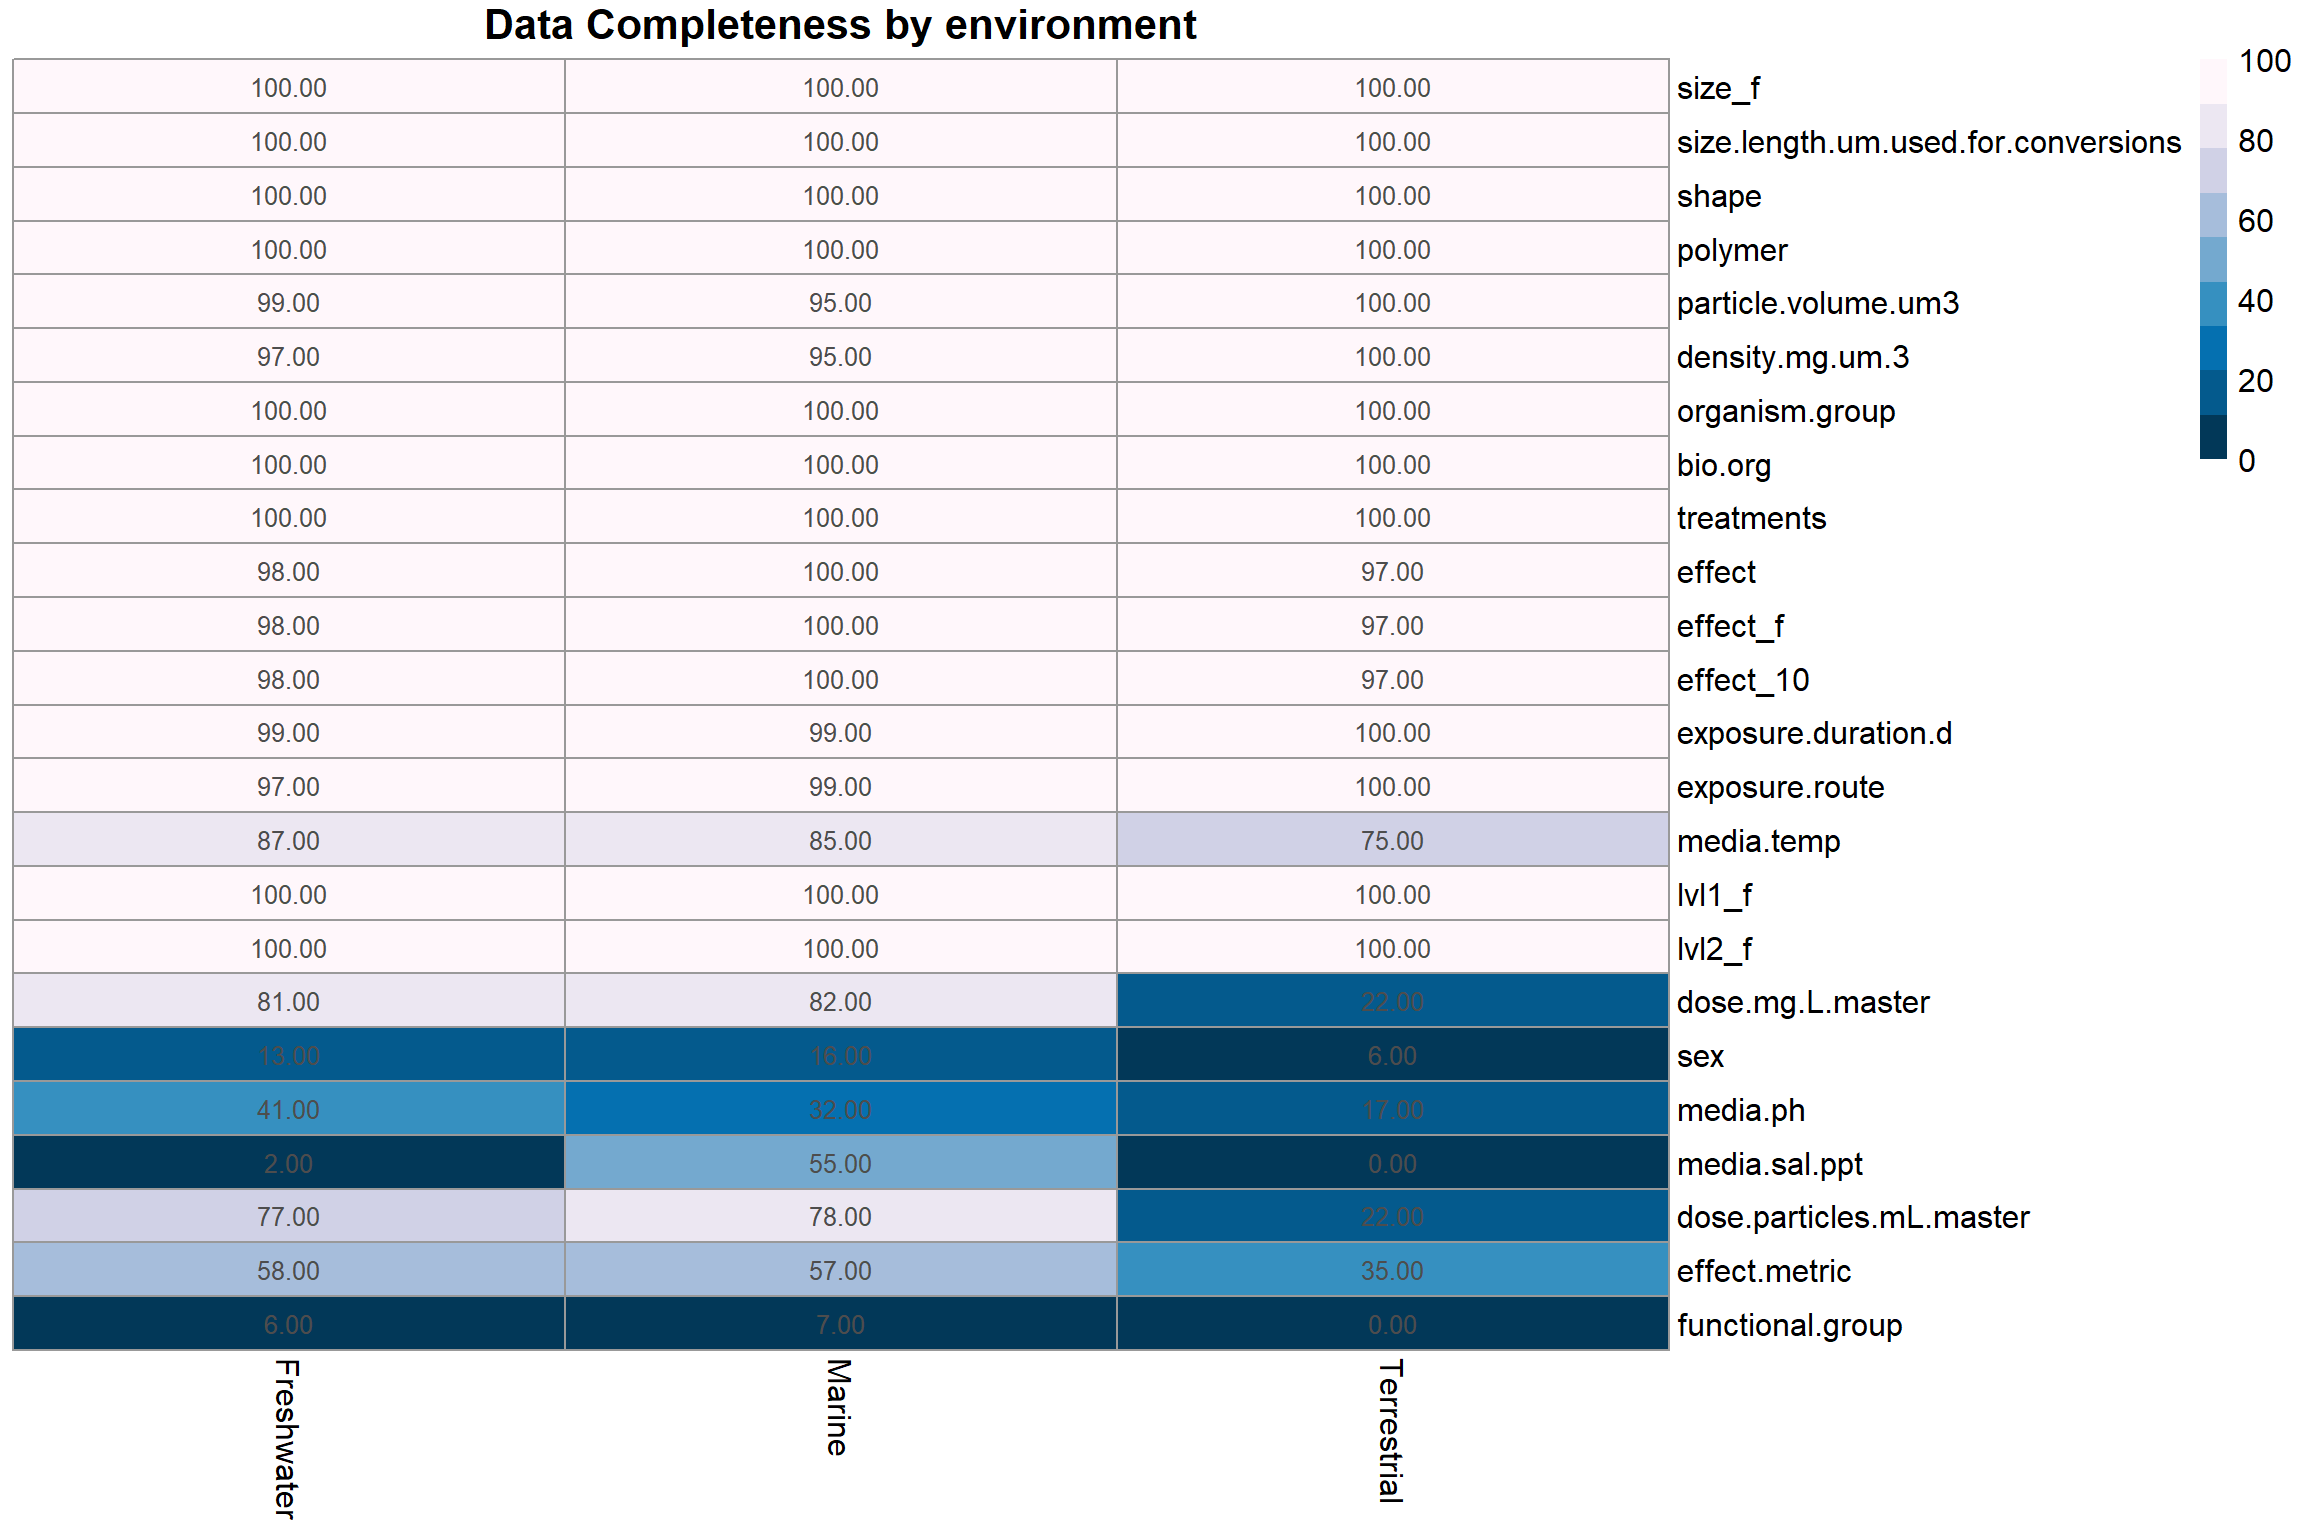 Data Completeness by environment
100.00 100.00 100.00 size_f
100.00 100.00 100.00 size.length.um.used.for.conversions
100.00 100.00 100.00 shape
100.00 100.00 100.00 polymer
99.00 95.00 100.00 particle.volume.um3
97.00 95.00 100.00 density.mg.um.3
100.00 100.00 100.00 organism.group
100.00 100.00 100.00 bio.org
100.00 100.00 100.00 treatments
98.00 100.00 97.00 effect
98.00 100.00 97.00 effect_f
98.00 100.00 97.00 effect_10
99.00 99.00 100.00 exposure.duration.d
97.00 99.00 100.00 exposure.route
87.00 85.00 75.00 media.temp
100.00 100.00 100.00 lvl1_f
100.00 100.00 100.00 lvl2_f
81.00 82.00 22.00 dose.mg.L.master
13.00 16.00 6.00 sex
41.00 32.00 17.00 media.ph
2.00 55.00 0.00 media.sal.ppt
77.00 78.00 22.00 dose.particles.mL.master
58.00 57.00 35.00 effect.metric
6.00 7.00 0.00 functional.group
Freshwater
Marine
Terrestrial
100
80
60
40
20
0